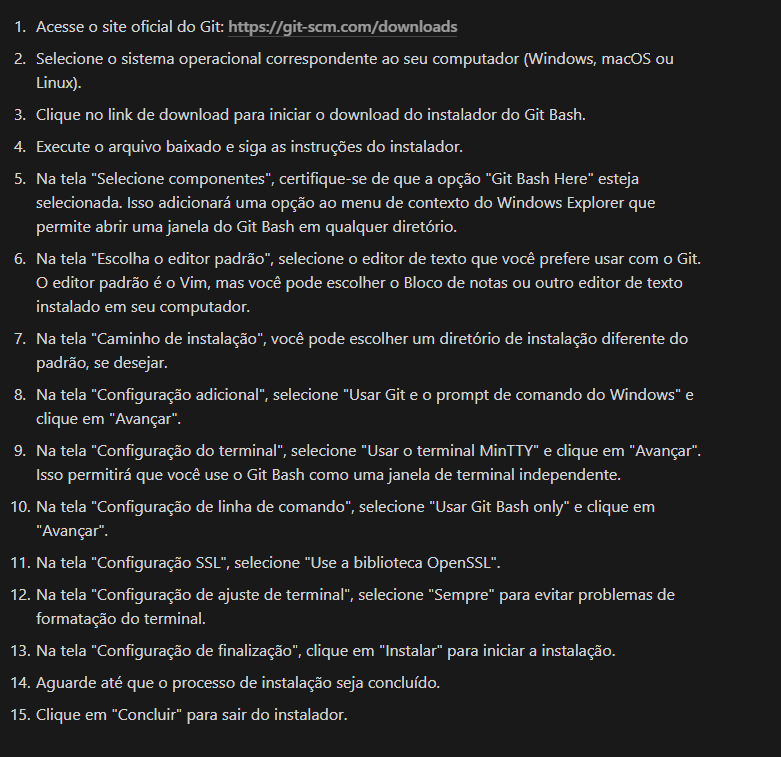 1. Acesse o site oficial do Git: https://git-scm.com/downloads
2. Selecione o sistema operacional correspondente ao seu computador (Windows, macOS ou
Linux).
3. Clique no link de download para iniciar o download do instalador do Git Bash.
4. Execute o arquivo baixado e siga as instruções do instalador.
5. Na tela "Selecione componentes", certifique-se de que a opção "Git Bash Here" esteja
selecionada. Isso adicionará uma opção ao menu de contexto do Windows Explorer que
permite abrir uma janela do Git Bash em qualquer diretório.
6. Na tela "Escolha o editor padrão", selecione o editor de texto que você prefere usar com o Git.
O editor padrão é o Vim, mas você pode escolher o Bloco de notas ou outro editor de texto
instalado em seu computador.
7. Na tela "Caminho de instalação", você pode escolher um diretório de instalação diferente do
padrão, se desejar.
8. Na tela "Configuração adicional", selecione "Usar Git e o prompt de comando do Windows" e
clique em "Avançar".
9. Na tela "Configuração do terminal", selecione "Usar o terminal MinTTY" e clique em "Avançar".
Isso permitirá que você use o Git Bash como uma janela de terminal independente.
10. Na tela "Configuração de linha de comando", selecione "Usar Git Bash only" e clique em
"Avançar".
11. Na tela "Configuração SSL", selecione "Use a biblioteca OpenSSL".
12. Na tela "Configuração de ajuste de terminal", selecione "Sempre" para evitar problemas de
formatação do terminal.
13. Na tela "Configuração de finalização", clique em "Instalar" para iniciar a instalação.
14. Aguarde até que o processo de instalação seja concluído.
15. Clique em "Concluir" para sair do instalador.